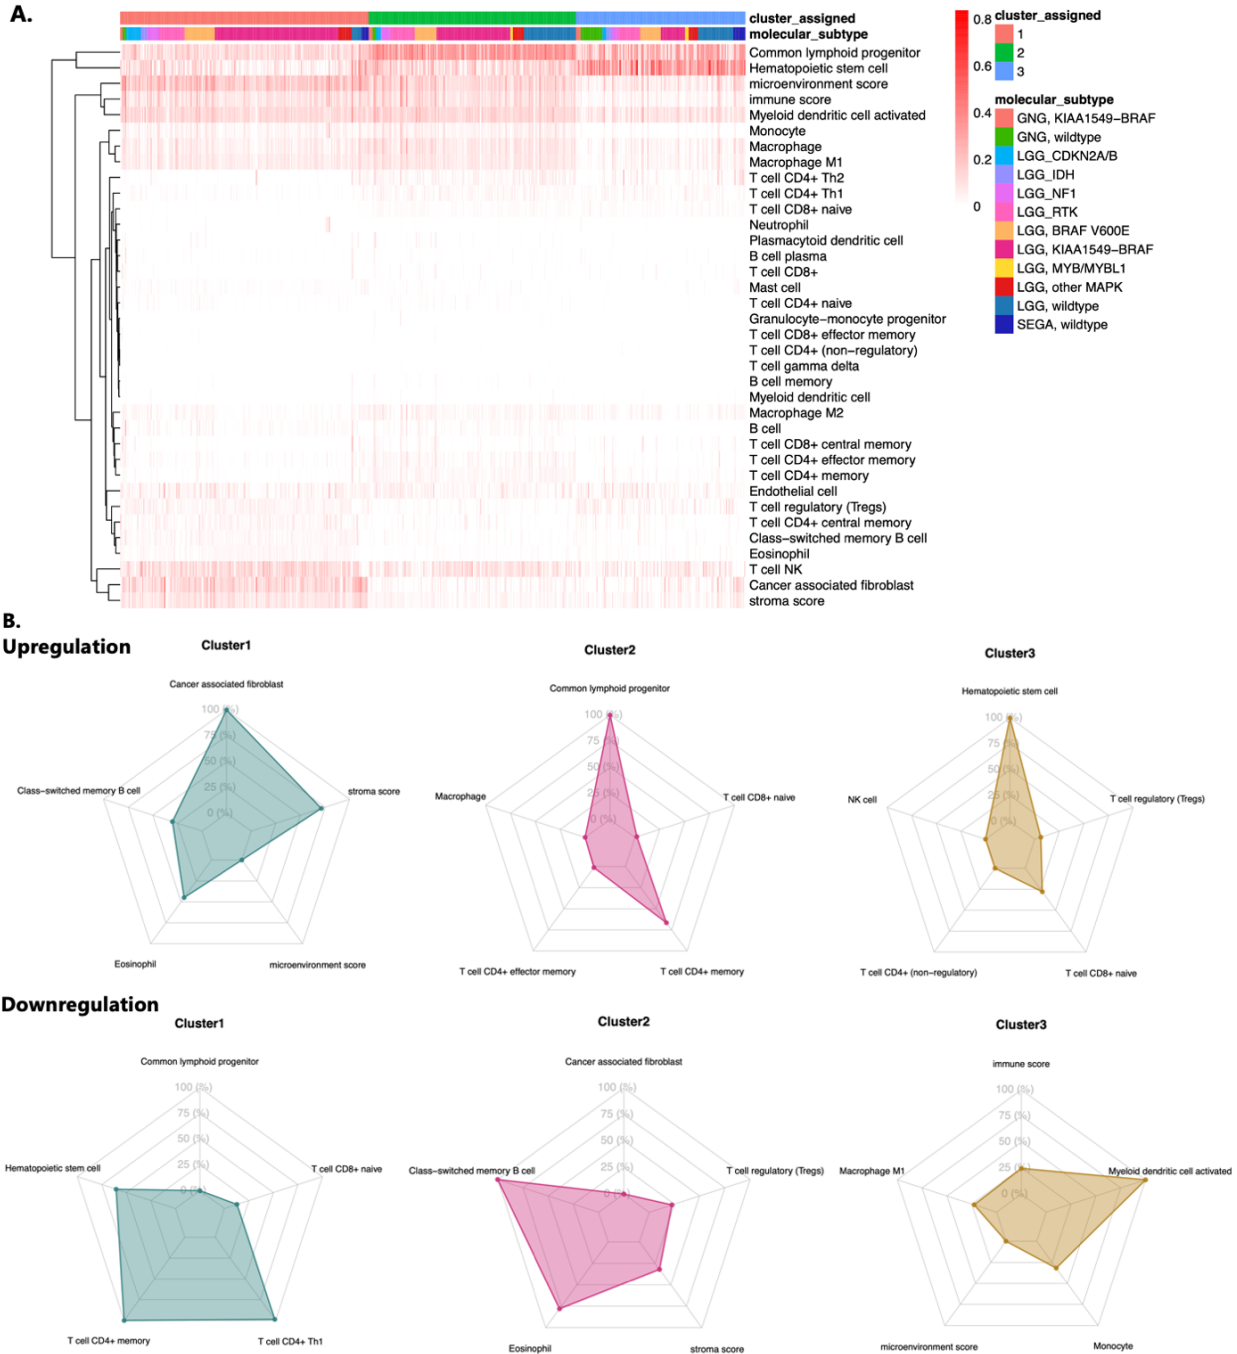 A.
cluster_assigned
molecular_subtype
Common lymphoid progenitor
Hematopoietic stem cell
microenvironment score
immune score
Myeloid dendritic cell activated
Monocyte
Macrophage
Macrophage M1
T cell CD4+ Th2
T cell CD4+ Th1
T cell CD8+ naive
Neutrophil
Plasmacytoid dendritic cell
B cell plasma
T cell CD8+
Mast cell
T cell CD4+ naive
Granulocyte−monocyte progenitor
T cell CD8+ effector memory
T cell CD4+ (non−regulatory)
T cell gamma delta
B cell memory
Myeloid dendritic cell
Macrophage M2
B cell
T cell CD8+ central memory
T cell CD4+ effector memory
T cell CD4+ memory
Endothelial cell
T cell regulatory (Tregs)
T cell CD4+ central memory
Class−switched memory B cell
Eosinophil
T cell NK
Cancer associated fibroblast
stroma score
0.8
0.6
0.4
0.2
0
cluster_assigned
1
2
3
molecular_subtype
GNG, KIAA1549−BRAF
GNG, wildtype
LGG_CDKN2A/B
LGG_IDH
LGG_NF1
LGG_RTK
LGG, BRAF V600E
LGG, KIAA1549−BRAF
LGG, MYB/MYBL1
LGG, other MAPK
LGG, wildtype
SEGA, wildtype
B.
Upregulation
Cluster1
Cancer associated fibroblast
100 (%)
75 (%)
50 (%)
25 (%)
0 (%)
Class−switched memory B cell
stroma score
Eosinophil
microenvironment score
Cluster2
Common lymphoid progenitor
100 (%)
75 (%)
50 (%)
25 (%)
0 (%)
Macrophage
T cell CD8+ naive
T cell CD4+ effector memory
T cell CD4+ memory
Cluster3
Hematopoietic stem cell
100 (%)
75 (%)
50 (%)
25 (%)
0 (%)
NK cell
T cell regulatory (Tregs)
T cell CD4+ (non−regulatory)
T cell CD8+ naive
Downregulation
Cluster1
Common lymphoid progenitor
100 (%)
75 (%)
50 (%)
25 (%)
0 (%)
Hematopoietic stem cell
T cell CD8+ naive
T cell CD4+ memory
T cell CD4+ Th1
Cluster2
Cancer associated fibroblast
100 (%)
75 (%)
50 (%)
25 (%)
0 (%)
Class−switched memory B cell
T cell regulatory (Tregs)
Eosinophil
stroma score
Cluster3
immune score
100 (%)
75 (%)
50 (%)
25 (%)
0 (%)
Macrophage M1
Myeloid dendritic cell activated
microenvironment score
Monocyte